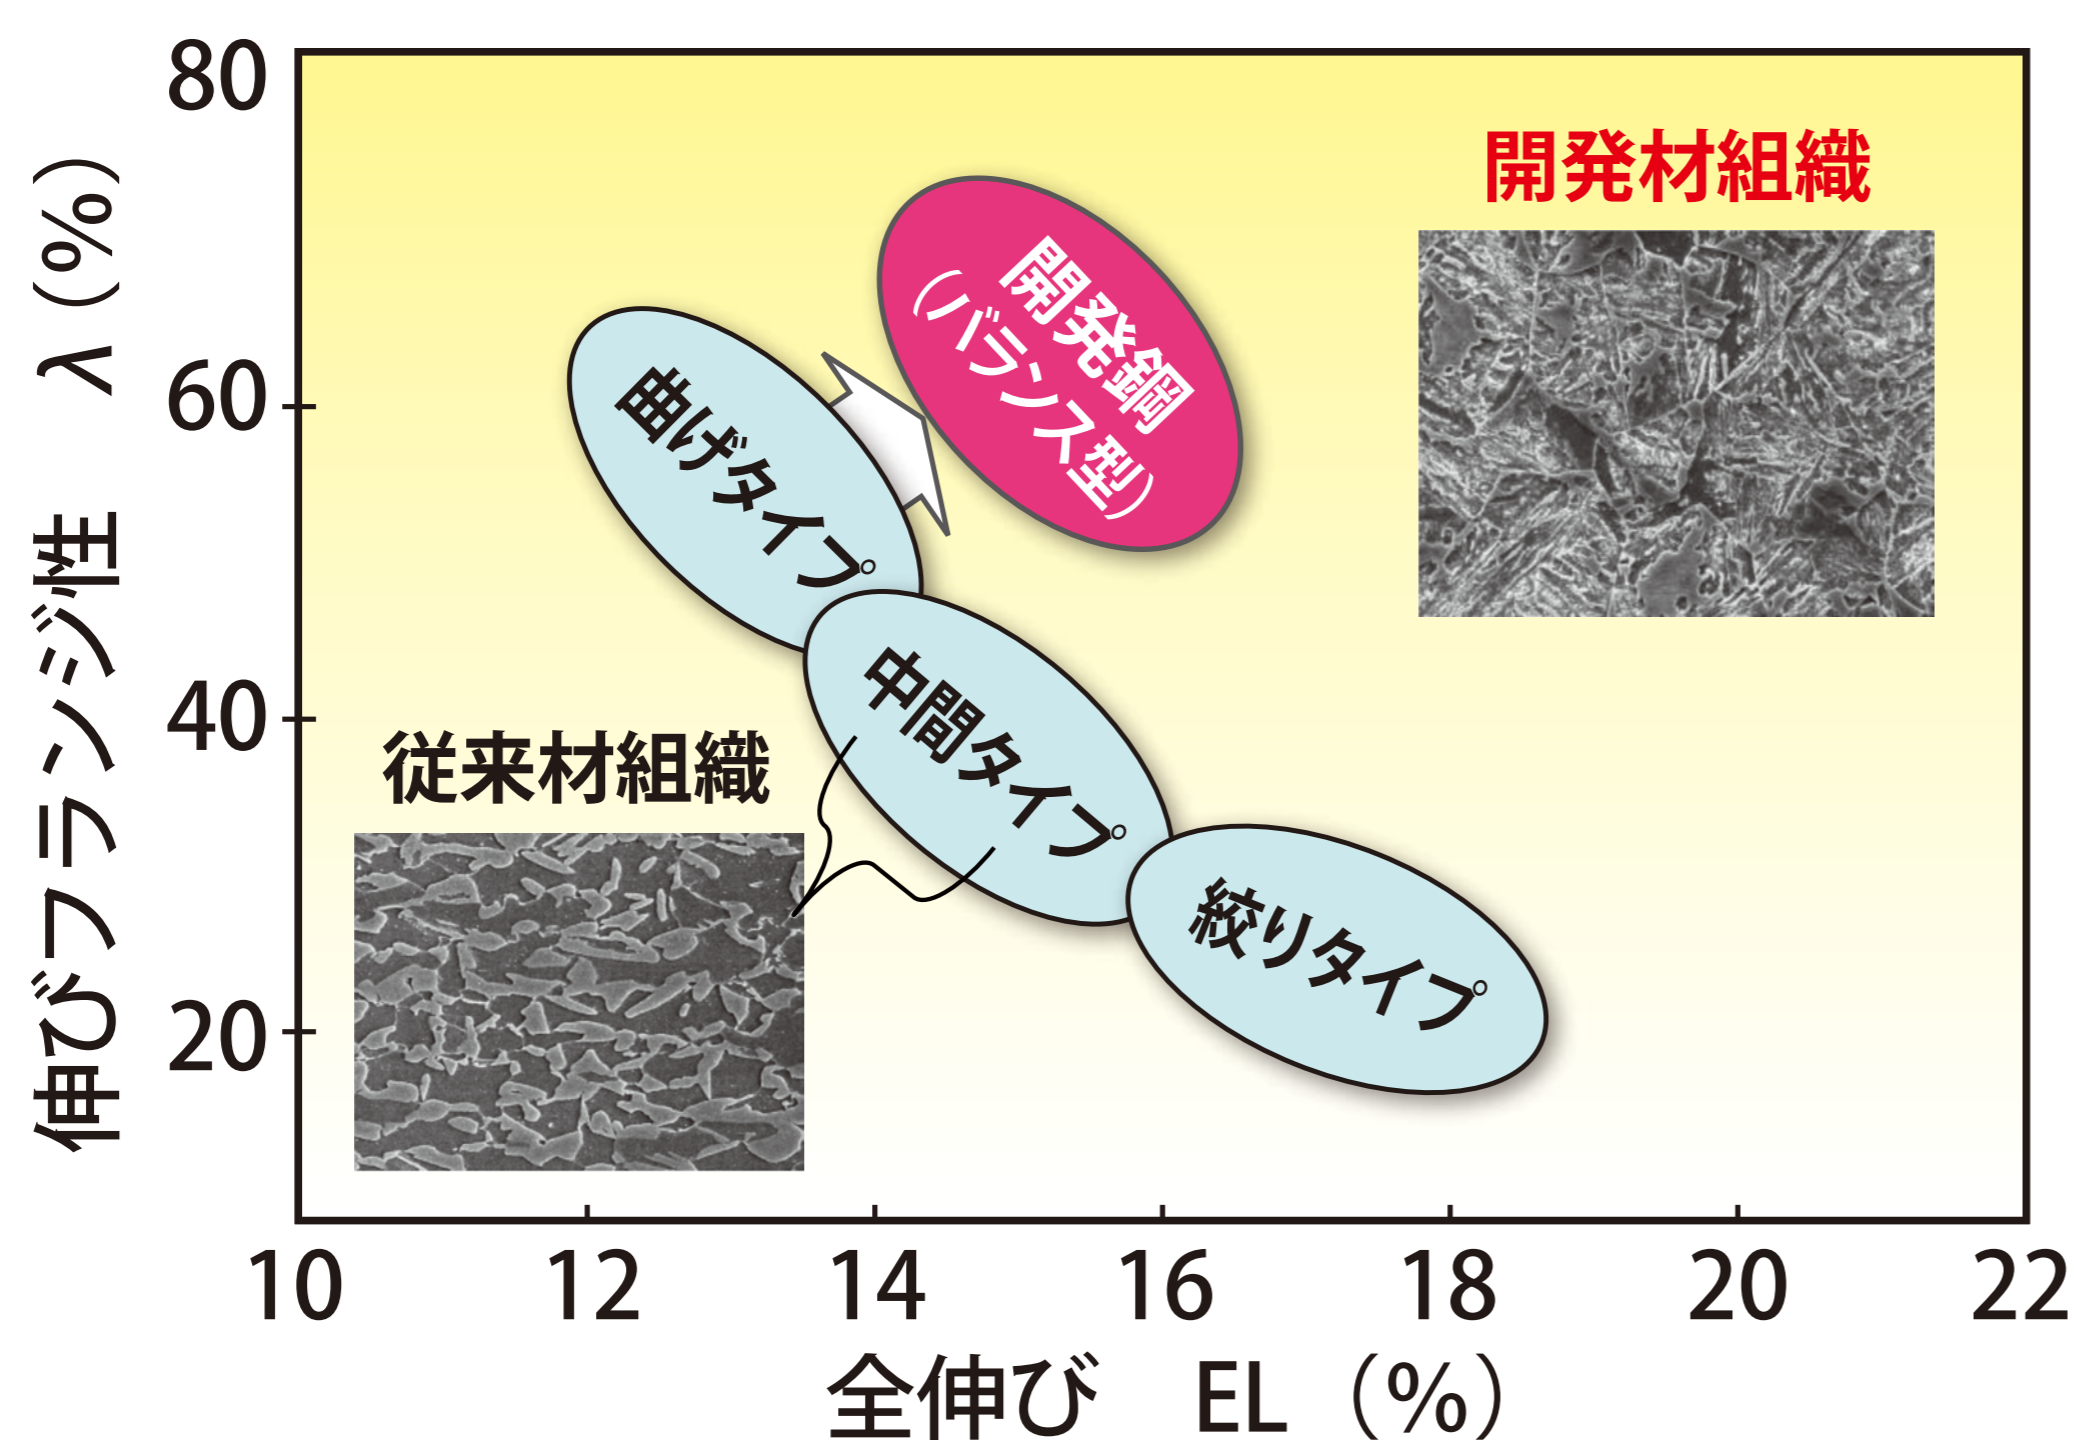 80
60
40
20
伸びフランジ性 λ(%)
開発材組織
開発鋼
(バランス型)
曲げタイプ
中間タイプ
絞りタイプ
従来材組織
10 12 14 16 18 20 22
全伸び EL (%)